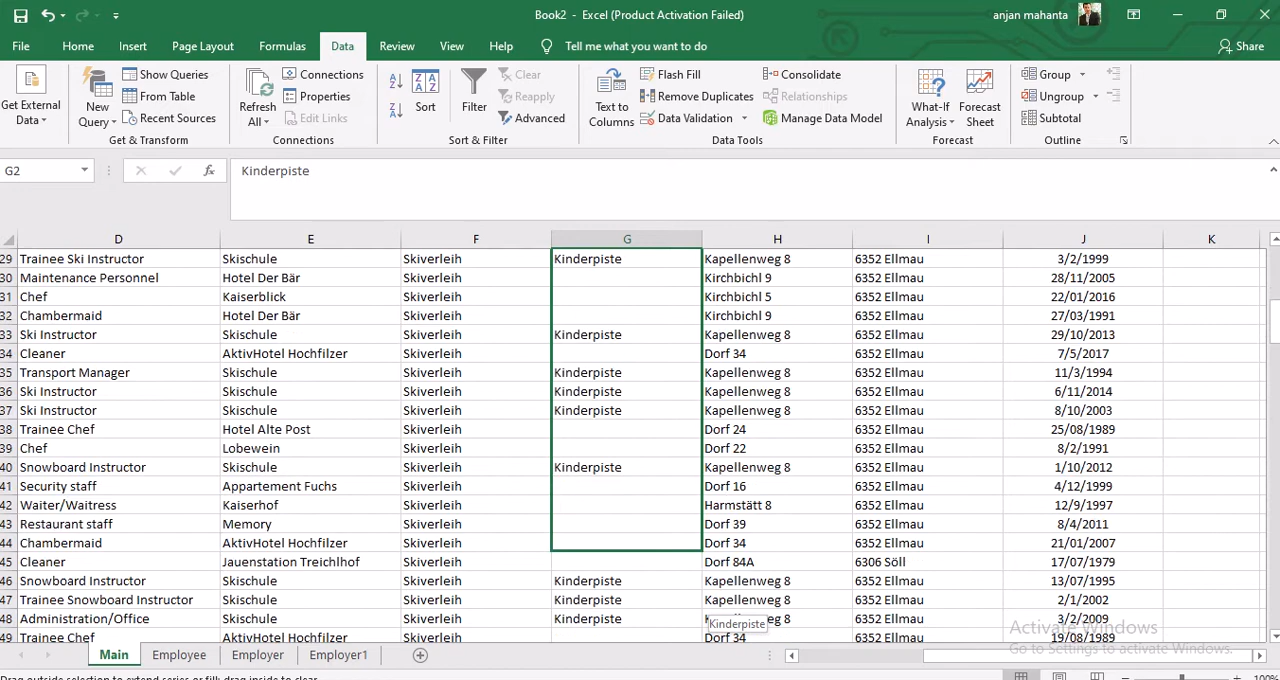 Book2 - Excel (Product Activation Failed) anjan mahanta
File Home Insert Page Layout Formulas Data Review View Help Tell me what you want to do Share
Show Queries Connections Clear Flash Fill Consolate Group
Get External Data New Query From Table Refresh All Properties Sort Filter Reapply Text to Columns Remove Duplicates Relationships What-If Analysis Forecast Sheet Ungroup
Recent Sources Edit Links Advanced Data Validation Manage Data Model Subtotal
Get & Transform Connections Sort & Filter Data Tools Forecast Outline
G2 fx Kinderpiste
D E F G H I J K
29 Trainee Ski Instructor Skischule Skiverleih Kinderpiste Kapellenweg 8 6352 Ellmau 3/2/1999
30 Maintenance Personnel Hotel Der Bär Skiverleih Kirchbichl 9 6352 Ellmau 28/11/2005
31 Chef Kaiserblick Skiverleih Kirchbichl 5 6352 Ellmau 22/01/2016
32 Chambermaid Hotel Der Bär Skiverleih Kirchbichl 9 6352 Ellmau 27/03/1991
33 Ski Instructor Skischule Skiverleih Kinderpiste Kapellenweg 8 6352 Ellmau 29/10/2013
34 Cleaner AktivHotel Hochfilzer Skiverleih Dorf 34 6352 Ellmau 7/5/2017
35 Transport Manager Skischule Skiverleih Kinderpiste Kapellenweg 8 6352 Ellmau 11/3/1994
36 Ski Instructor Skischule Skiverleih Kinderpiste Kapellenweg 8 6352 Ellmau 6/11/2014
37 Ski Instructor Skischule Skiverleih Kinderpiste Kapellenweg 8 6352 Ellmau 8/10/2003
38 Trainee Chef Hotel Alte Post Skiverleih Dorf 24 6352 Ellmau 25/08/1989
39 Chef Lobewein Skiverleih Dorf 22 6352 Ellmau 8/2/1991
40 Snowboard Instructor Skischule Skiverleih Kinderpiste Kapellenweg 8 6352 Ellmau 1/10/2012
41 Security staff Appartement Fuchs Skiverleih Dorf 16 6352 Ellmau 4/12/1999
42 Waiter/Waitress Kaiserhof Skiverleih Harmstätt 8 6352 Ellmau 12/9/1997
43 Restaurant staff Memory Skiverleih Dorf 39 6352 Ellmau 8/4/2011
44 Chambermaid AktivHotel Hochfilzer Skiverleih Dorf 34 6352 Ellmau 21/01/2007
45 Cleaner Jauenstation Treichlhof Skiverleih Dorf 84A 6306 Söll 17/07/1979
46 Snowboard Instructor Skischule Skiverleih Kinderpiste Kapellenweg 8 6352 Ellmau 13/07/1995
47 Trainee Snowboard Instructor Skischule Skiverleih Kinderpiste Kapellenweg 8 6352 Ellmau 2/1/2002
48 Administration/Office Skischule Skiverleih Kinderpiste Kapellenweg 8 6352 Ellmau 3/2/2009
Kinderpiste
49 Trainee Chef AktivHotel Hochfilzer Skiverleih Dorf 34 6352 Ellmau 19/08/1989
Activate Windows
Go to Settings to activate Windows.
Main Employee Employer Employer1
Drag outside selection to extend series or fill; drag inside to clear 100%